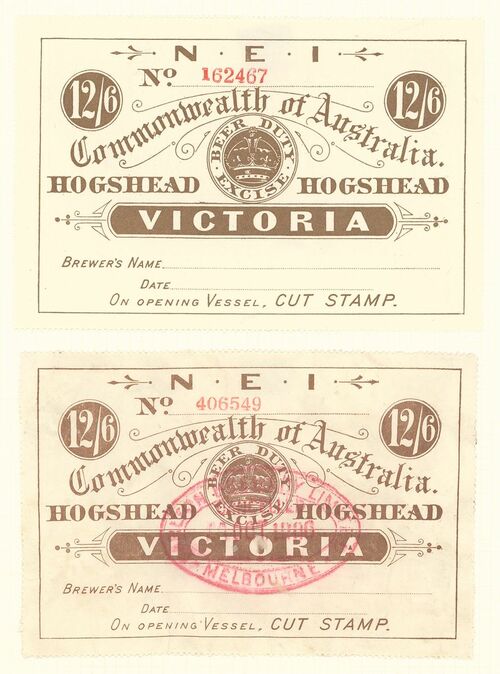 N · E · I
No 162467
12/6 12/6
Commonwealth of Australia.
BEER DUTY
EXCISE
HOGSHEAD HOGSHEAD
VICTORIA
BREWER'S NAME
DATE
ON OPENING VESSEL, CUT STAMP.
N · E · I
No 406549
12/6 12/6
Commonwealth of Australia.
BEER DUTY
EXCISE
HOGSHEAD HOGSHEAD
VICTORIA
MELBOURNE
BREWER'S NAME
DATE
ON OPENING VESSEL, CUT STAMP.